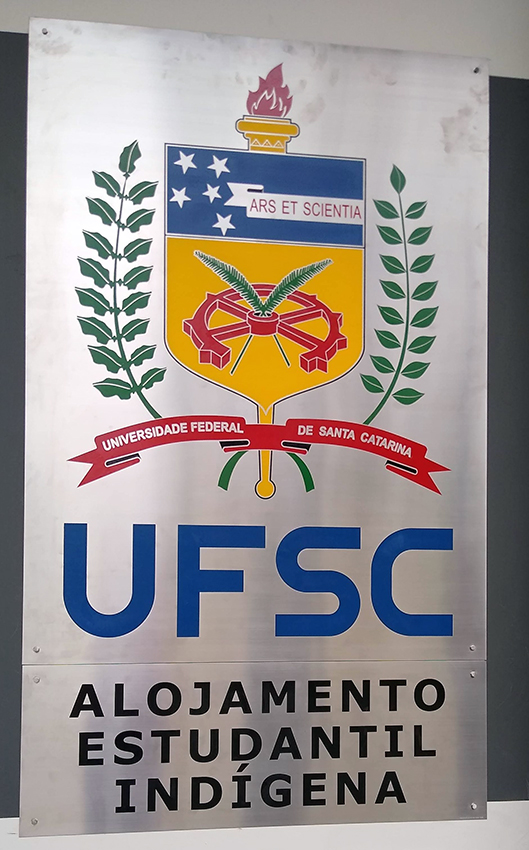 ARS ET SCIENTIA
UNIVERSIDADE FEDERAL DE SANTA CATARINA
UFSC
ALOJAMENTO
ESTUDANTIL
INDÍGENA